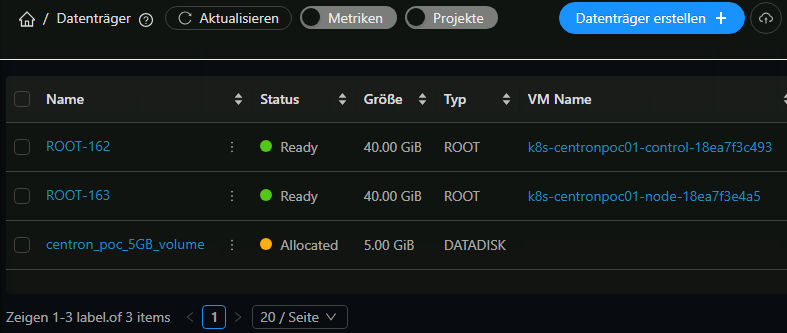 / Datenträger Aktualisieren Metriken Projekte Datenträger erstellen +
Name Status Größe Typ VM Name
ROOT-162 Ready 40.00 GiB ROOT k8s-centronpoc01-control-18ea7f3c493
ROOT-163 Ready 40.00 GiB ROOT k8s-centronpoc01-node-18ea7f3e4a5
centron_poc_5GB_volume Allocated 5.00 GiB DATADISK
Zeigen 1-3 label.of 3 items < 1 > 20 / Seite